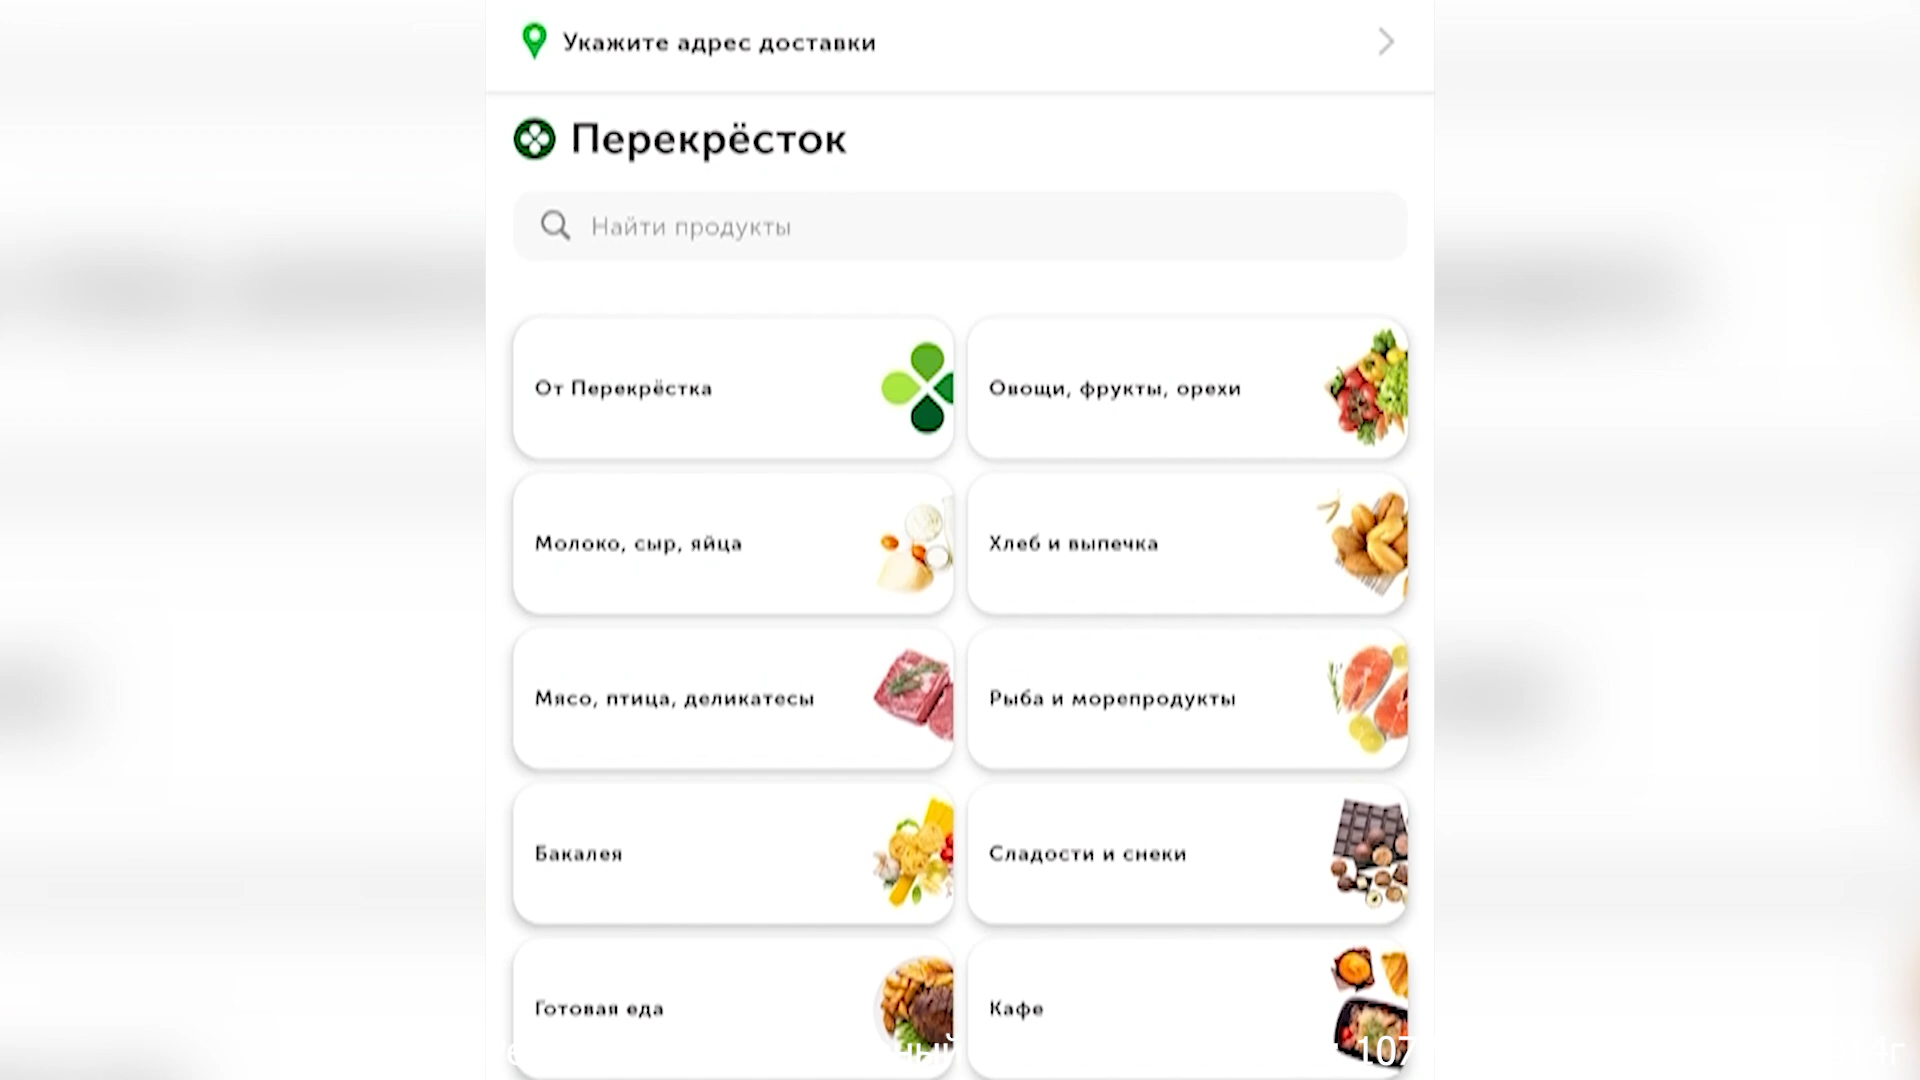 Укажите адрес доставки
Перекрёсток
Найти продукты
От Перекрёстка
Овощи, фрукты, орехи
Молоко, сыр, яйца
Хлеб и выпечка
Мясо, птица, деликатесы
Рыба и морепродукты
Бакалея
Сладости и снеки
Готовая еда
Кафе
107